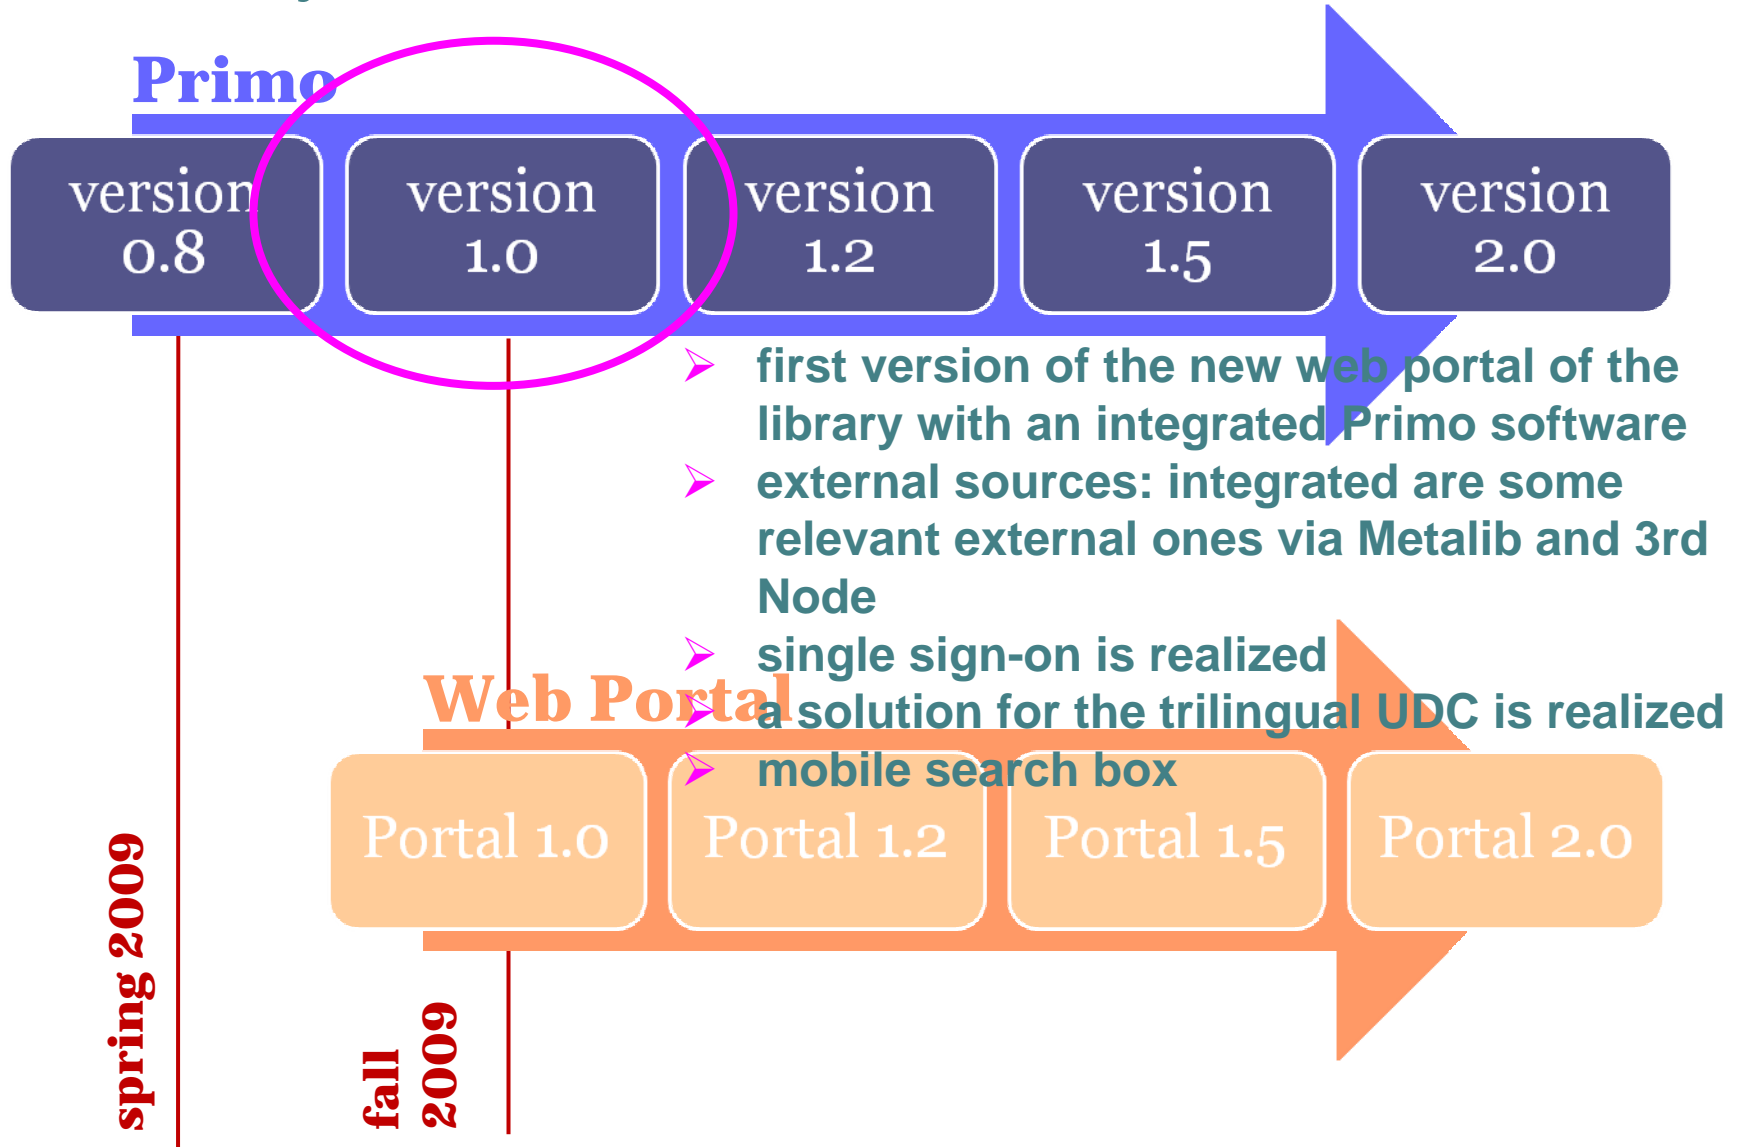 Primo
version
0.8
version
1.0
version
1.2
version
1.5
version
2.0
➢ first version of the new web portal of the
library with an integrated Primo software
➢ external sources: integrated are some
relevant external ones via Metalib and 3rd
Node
➢ single sign-on is realized
➢ a solution for the trilingual UDC is realized
➢ mobile search box
Web Portal
Portal 1.0
Portal 1.2
Portal 1.5
Portal 2.0
spring 2009
fall
2009